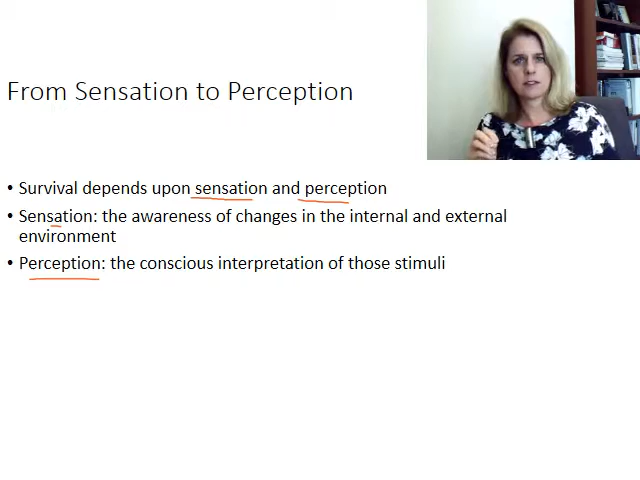 From Sensation to Perception
• Survival depends upon sensation and perception
• Sensation: the awareness of changes in the internal and external
environment
• Perception: the conscious interpretation of those stimuli